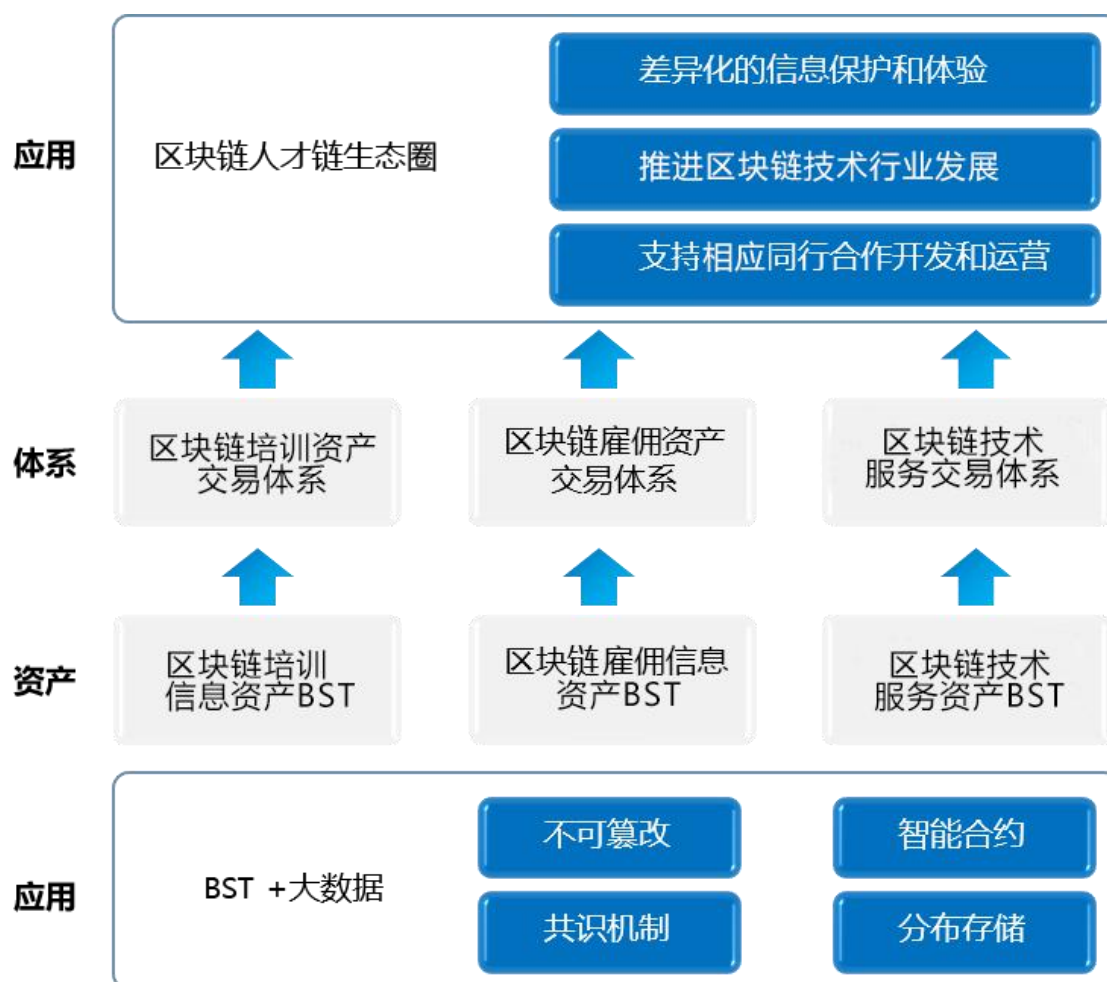 应用
区块链人才链生态圈
差异化的信息保护和体验
推进区块链技术行业发展
支持相应同行合作开发和运营
体系
区块链培训资产
交易体系
区块链雇佣资产
交易体系
区块链技术
服务交易体系
资产
区块链培训
信息资产BST
区块链雇佣信息
资产BST
区块链技术
服务资产BST
应用
BST +大数据
不可篡改
智能合约
共识机制
分布存储